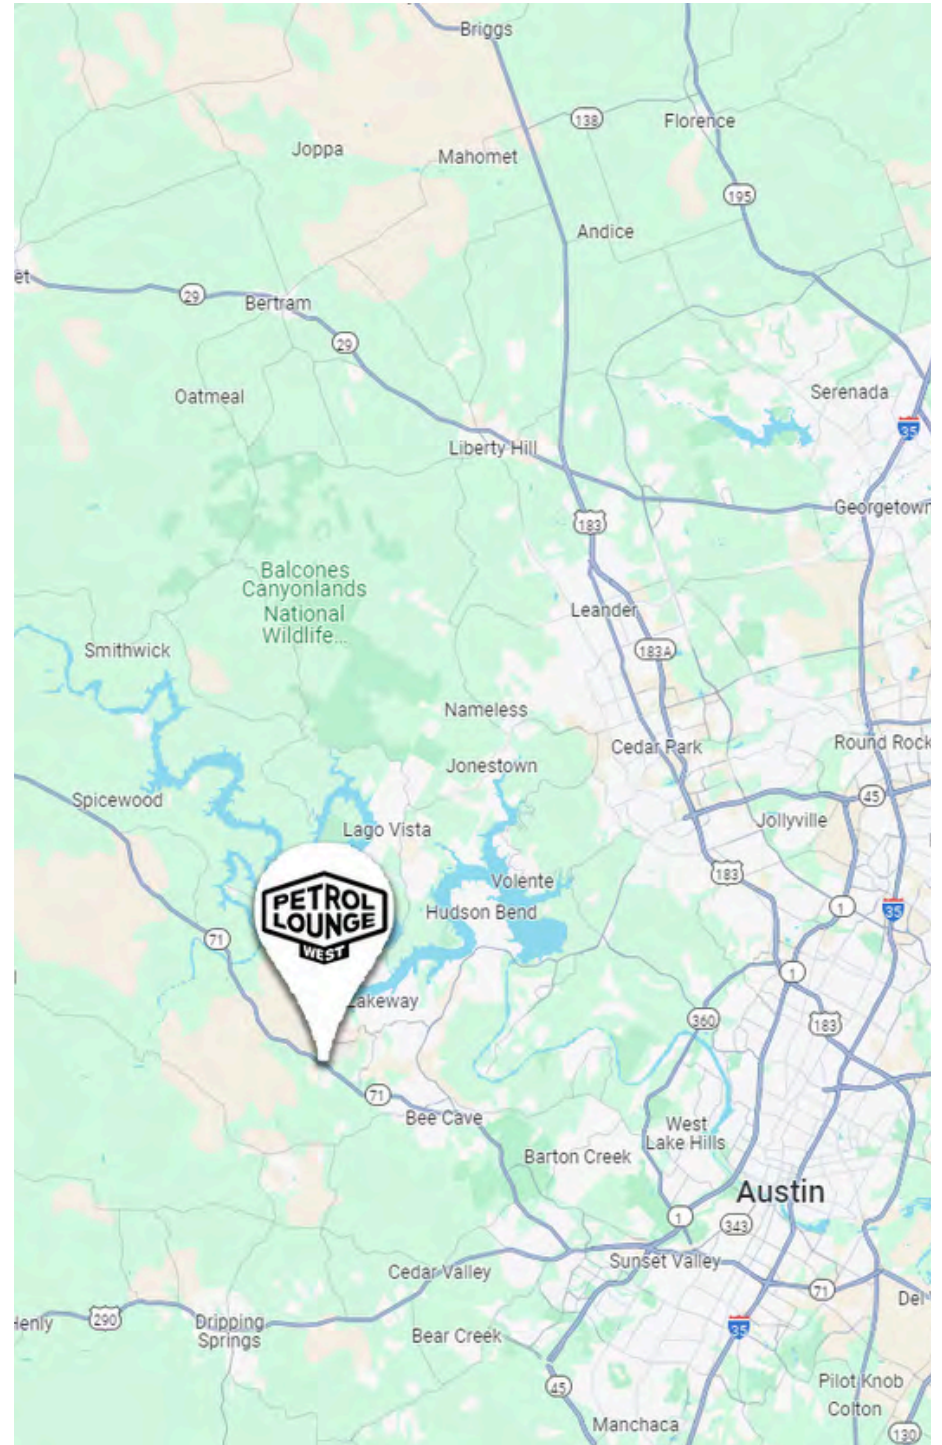 Briggs
138
Florence
Joppa
Mahomet
195
Andice
et
29
Bertram
29
Oatmeal
Serenada
35
Liberty Hill
Georgetown
183
Balcones
Canyonlands
National
Wildlife...
Leander
Smithwick
183A
Nameless
Cedar Park
Round Rock
Jonestown
Spicewood
45
Lago Vista
Jollyville
183
Volente
PETROL
LOUNGE
WEST
Hudson Bend
1
35
71
1
Lakeway
360
183
71
Bee Cave
West
Lake Hills
Barton Creek
Austin
1
343
Sunset Valley
Cedar Valley
71
Del
Henly
290
Dripping
Springs
Bear Creek
35
Pilot Knob
45
Colton
Manchaca
130